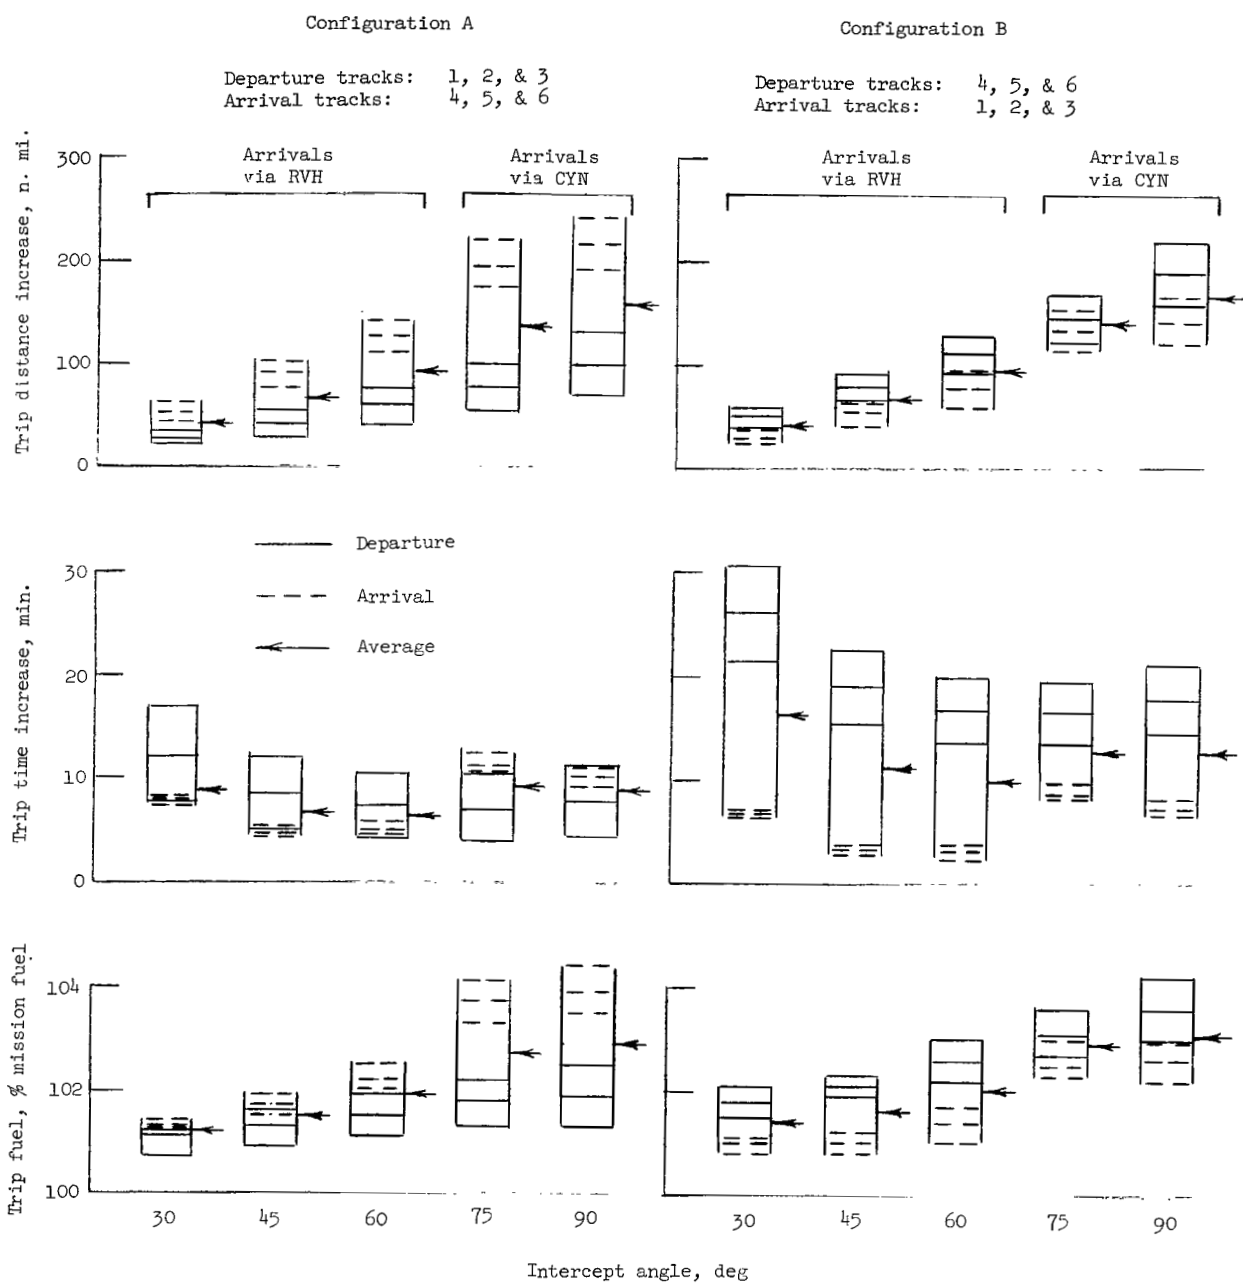 Configuration A
Departure tracks: 1, 2, & 3
Arrival tracks: 4, 5, & 6
Configuration B
Departure tracks: 4, 5, & 6
Arrival tracks: 1, 2, & 3
Trip distance increase, n. mi.
300
200
100
0
Arrivals
via RVH
Arrivals
via CYN
Arrivals
via RVH
Arrivals
via CYN
Trip time increase, min.
30
20
10
0
Departure
Arrival
Average
Trip fuel, % mission fuel
104
102
100
30 45 60 75 90
30 45 60 75 90
Intercept angle, deg